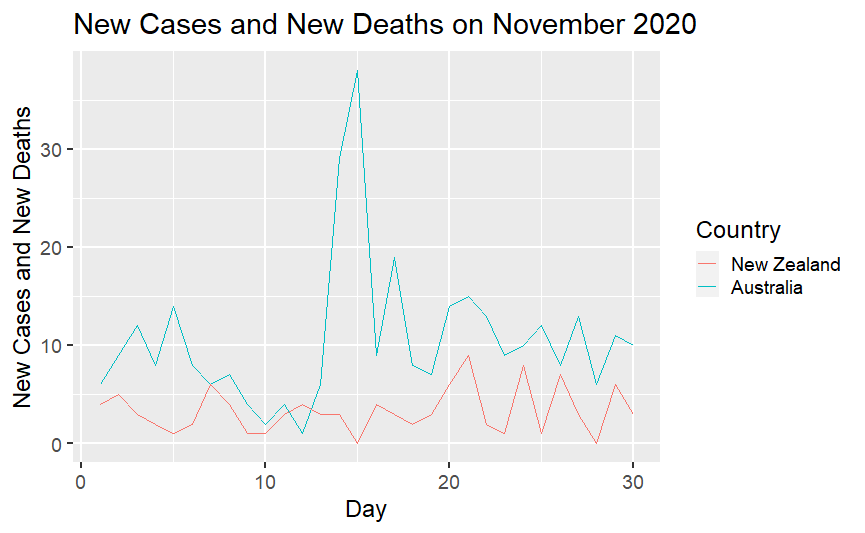 New Cases and New Deaths on November 2020
New Cases and New Deaths
30
20
10
0
0
10
20
30
Day
Country
New Zealand
Australia